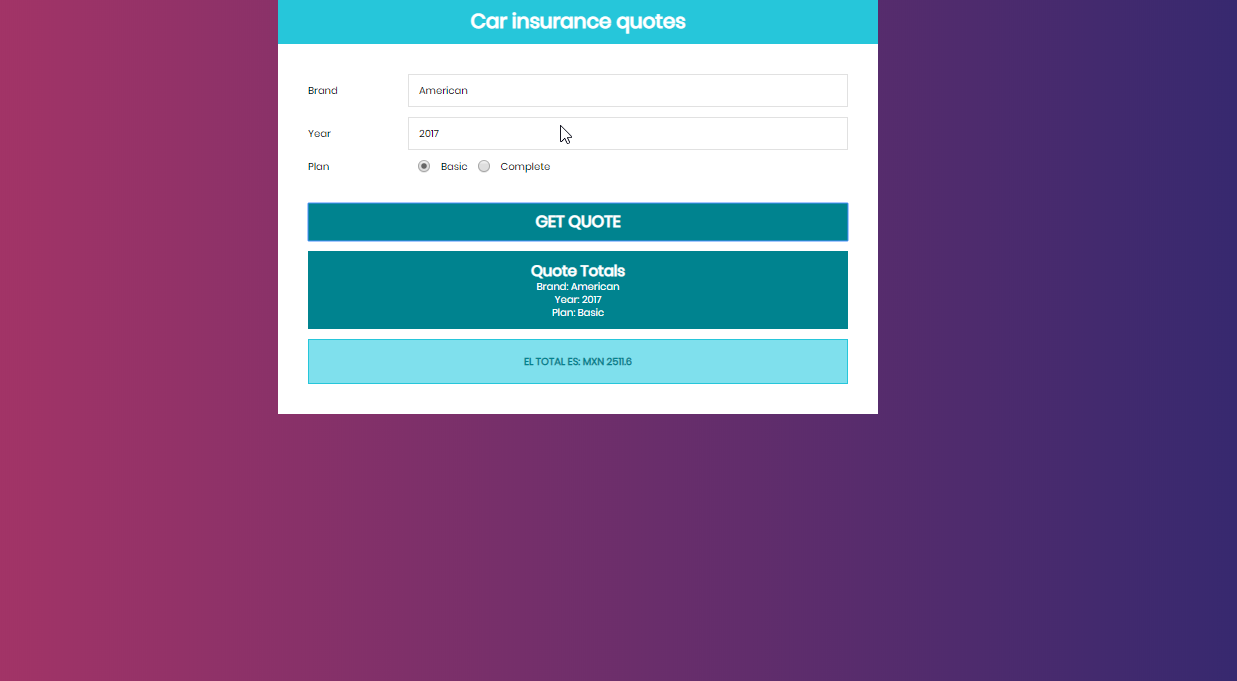 Car insurance quotes
Brand
American
Year
2017
Plan
Basic
Complete
GET QUOTE
Quote Totals
Brand: American
Year: 2017
Plan: Basic
EL TOTAL ES: MXN 2511.6